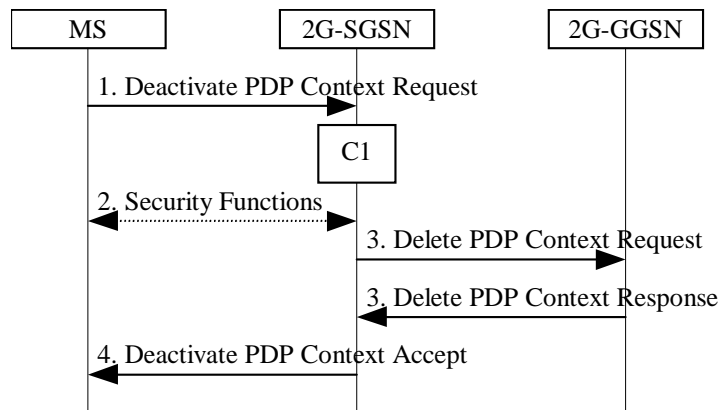 MS
2G-SGSN
2G-GGSN
1. Deactivate PDP Context Request
C1
2. Security Functions
3. Delete PDP Context Request
3. Delete PDP Context Response
4. Deactivate PDP Context Accept